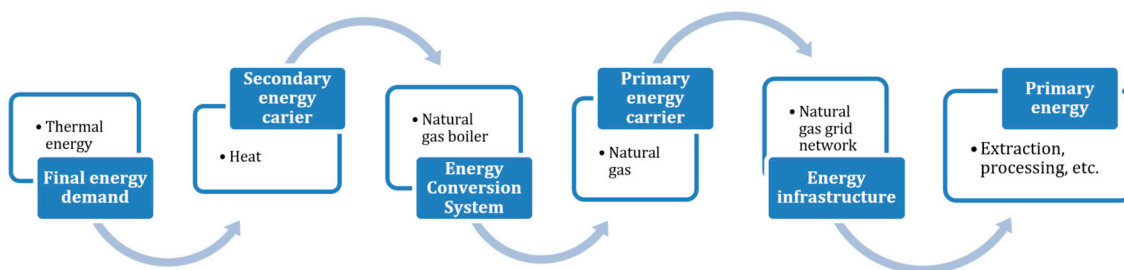 • Thermal
energy
Final energy
demand
Secondary
energy
carier
• Heat
• Natural
gas boiler
Energy
Conversion
System
Primary
energy
carrier
• Natural
gas
• Natural
gas grid
network
Energy
infrastructure
Primary
energy
• Extraction,
processing, etc.